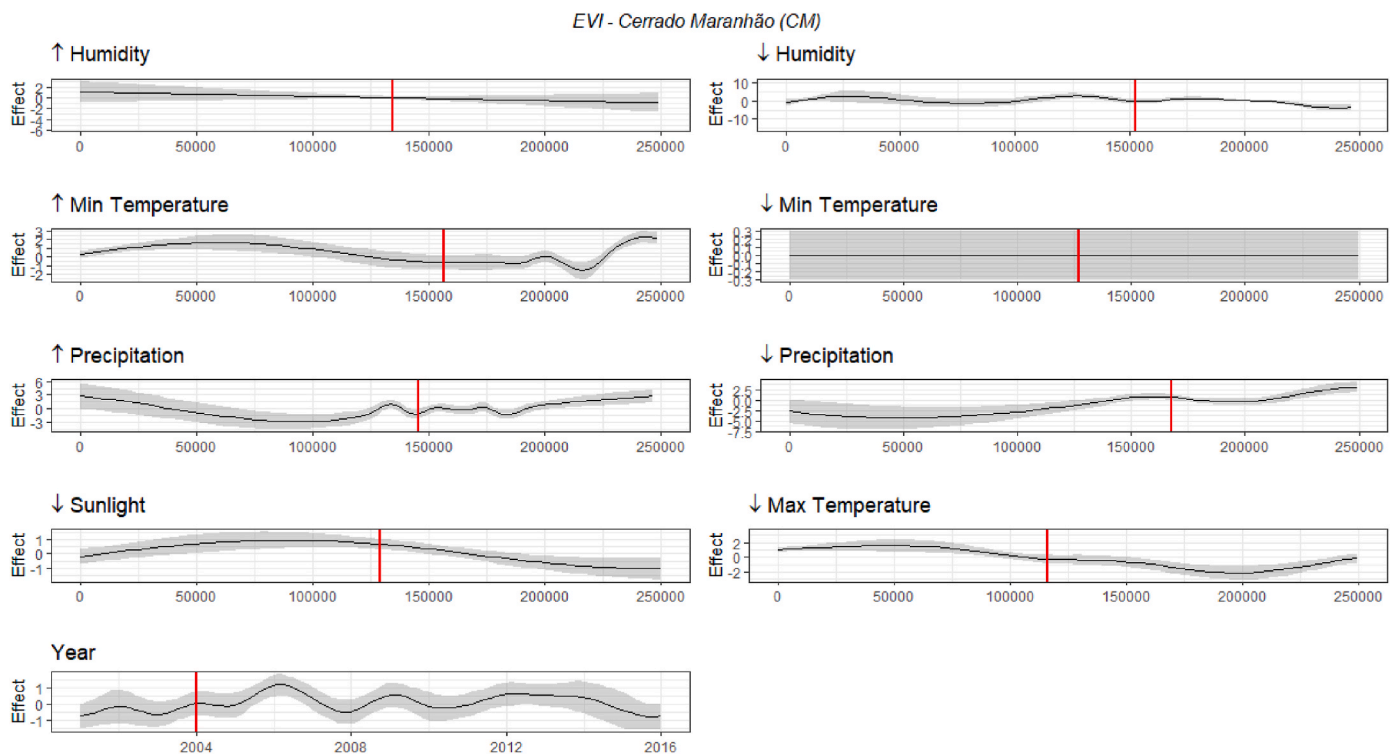 EVI - Cerrado Maranhão (CM)
↑ Humidity
Effect
2
0
-2
-4
-6
0 50000 100000 150000 200000 250000
↓ Humidity
Effect
10
0
-10
0 50000 100000 150000 200000 250000
↑ Min Temperature
Effect
3
2
1
0
-1
-2
0 50000 100000 150000 200000 250000
↓ Min Temperature
Effect
0.3
0.2
0.1
0.0
-0.1
-0.2
-0.3
0 50000 100000 150000 200000 250000
↑ Precipitation
Effect
6
3
0
-3
0 50000 100000 150000 200000 250000
↓ Precipitation
Effect
2.5
0.0
-2.5
-5.0
-7.5
0 50000 100000 150000 200000 250000
↓ Sunlight
Effect
1
0
-1
0 50000 100000 150000 200000 250000
↓ Max Temperature
Effect
2
0
-2
0 50000 100000 150000 200000 250000
Year
Effect
1
0
-1
2004 2008 2012 2016